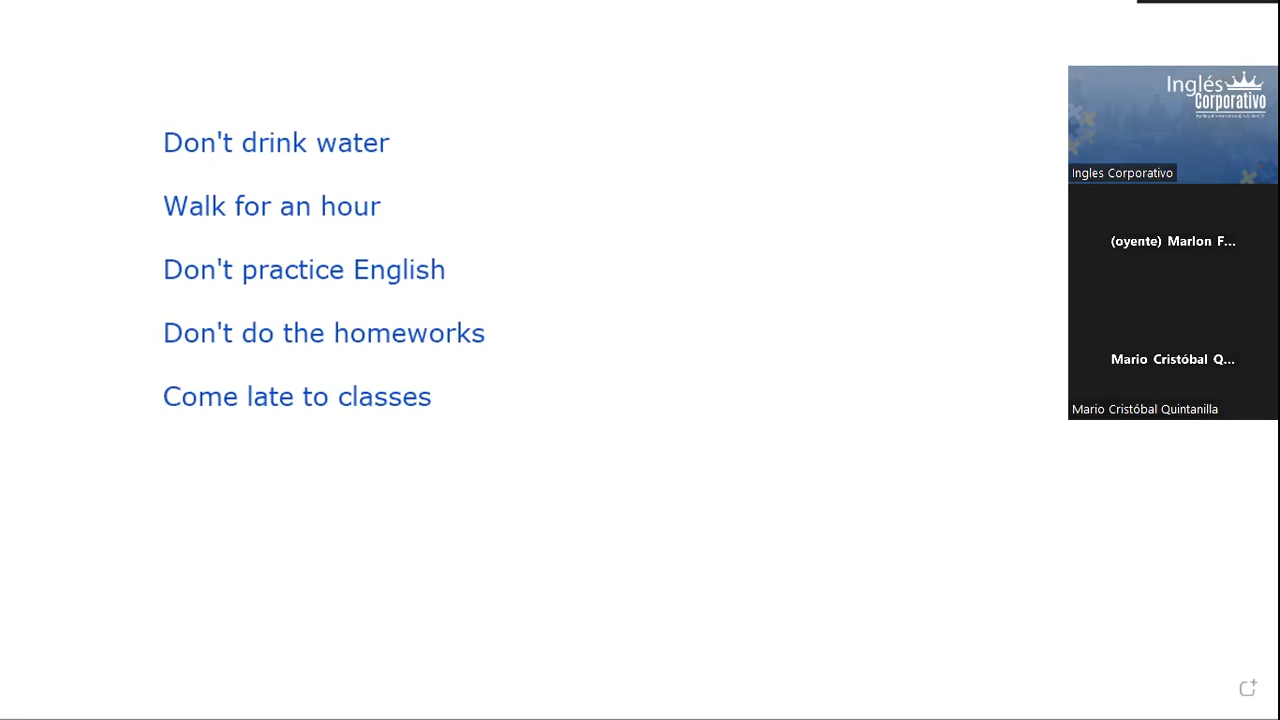 Don't drink water
Walk for an hour
Don't practice English
Don't do the homeworks
Come late to classes
Inglés
Corporativo
Ingles Corporativo
(oyente) Marlon F...
Mario Cristóbal Q...
Mario Cristóbal Quintanilla